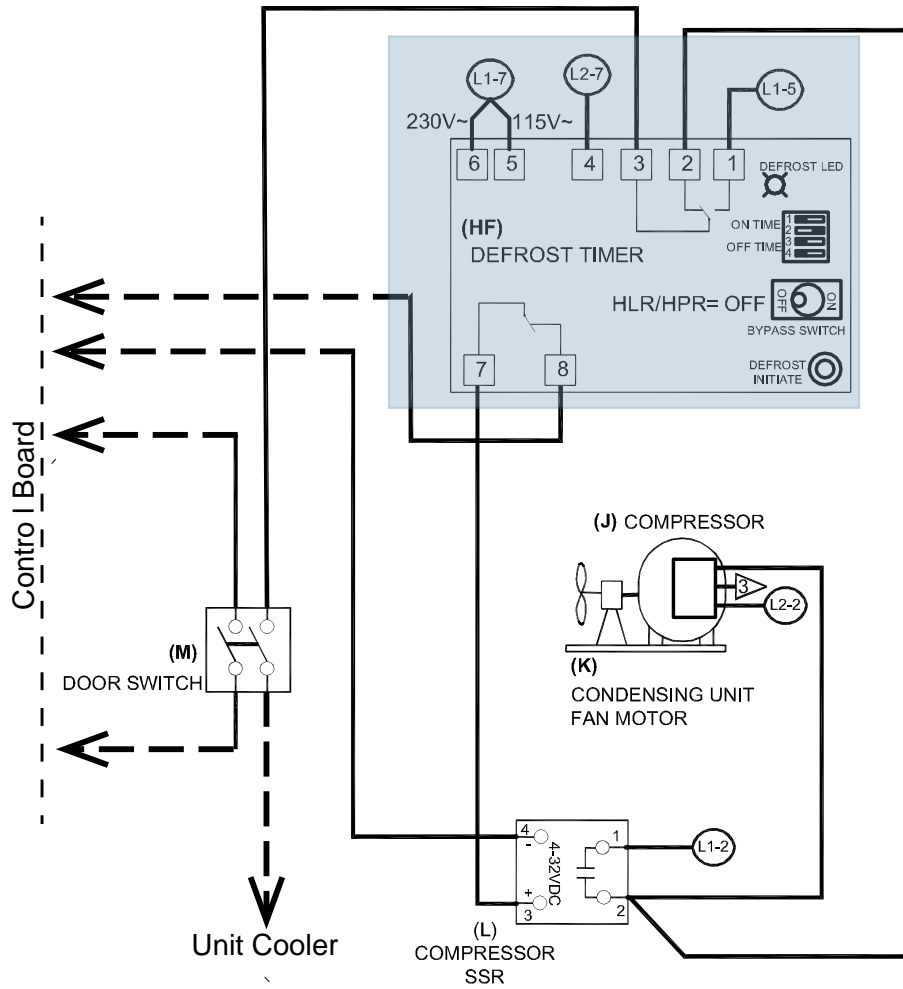 L1-7
L2-7
L1-5
230V~ 115V~
6 5 4 3 2 1
DEFROST LED
(HF)
DEFROST TIMER
ON TIME
OFF TIME
1
2
3
4
HLR/HPR= OFF
OFF
ON
BYPASS SWITCH
7 8
DEFROST
INITIATE
Contro l Board
(J) COMPRESSOR
3
L2-2
(K)
CONDENSING UNIT
FAN MOTOR
(M)
DOOR SWITCH
4
-
+
3
4-32VDC
1
2
L1-2
(L)
COMPRESSOR
SSR
Unit Cooler